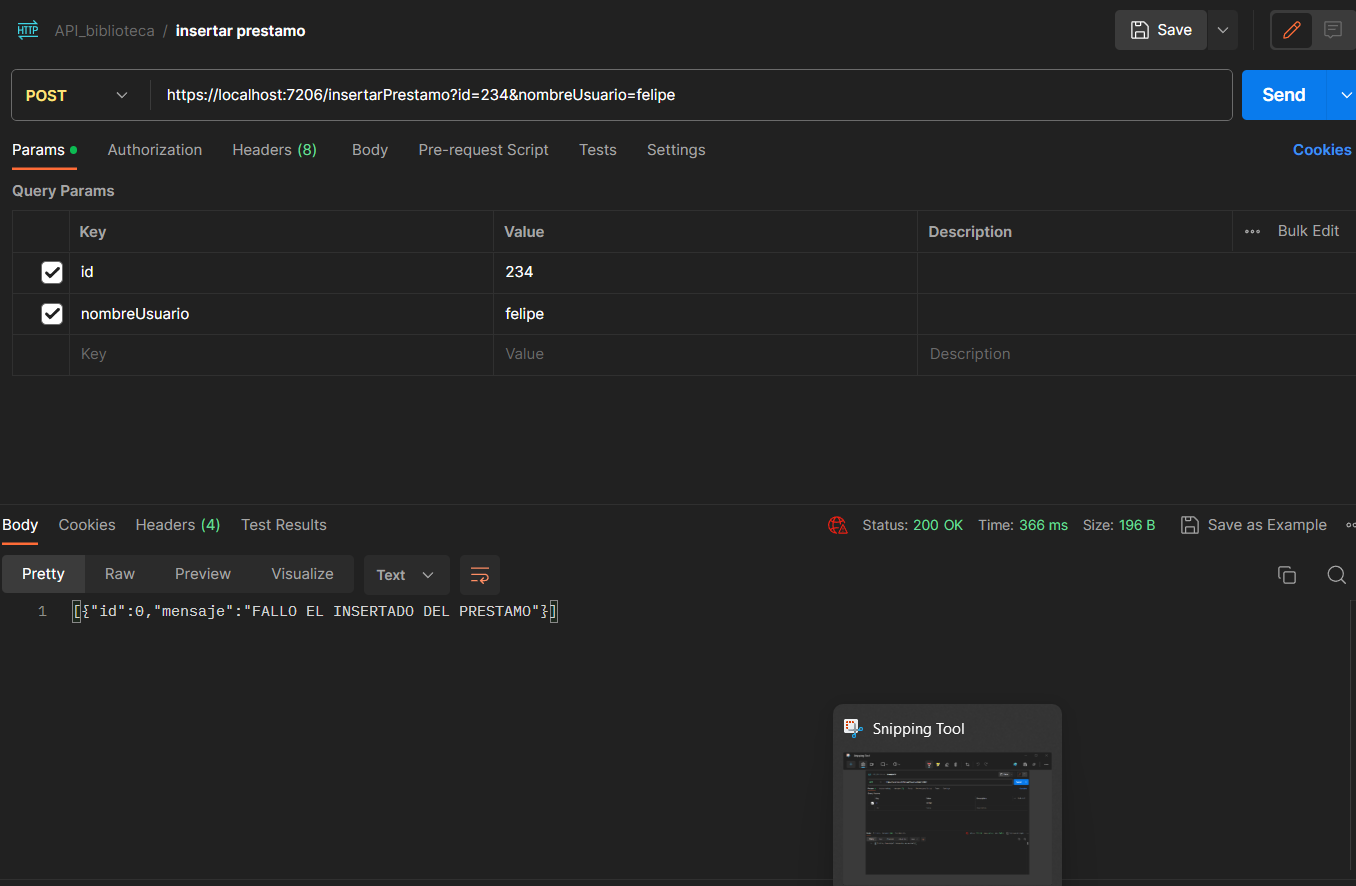 HTTP API_biblioteca / insertar prestamo Save
POST https://localhost:7206/insertarPrestamo?id=234&nombreUsuario=felipe Send
Params Authorization Headers (8) Body Pre-request Script Tests Settings Cookies
Query Params
Key Value Description Bulk Edit
id 234
nombreUsuario felipe
Key Value Description
Body Cookies Headers (4) Test Results Status: 200 OK Time: 366 ms Size: 196 B Save as Example
Pretty Raw Preview Visualize Text
1 [{"id":0,"mensaje":"FALLO EL INSERTADO DEL PRESTAMO"}]
Snipping Tool